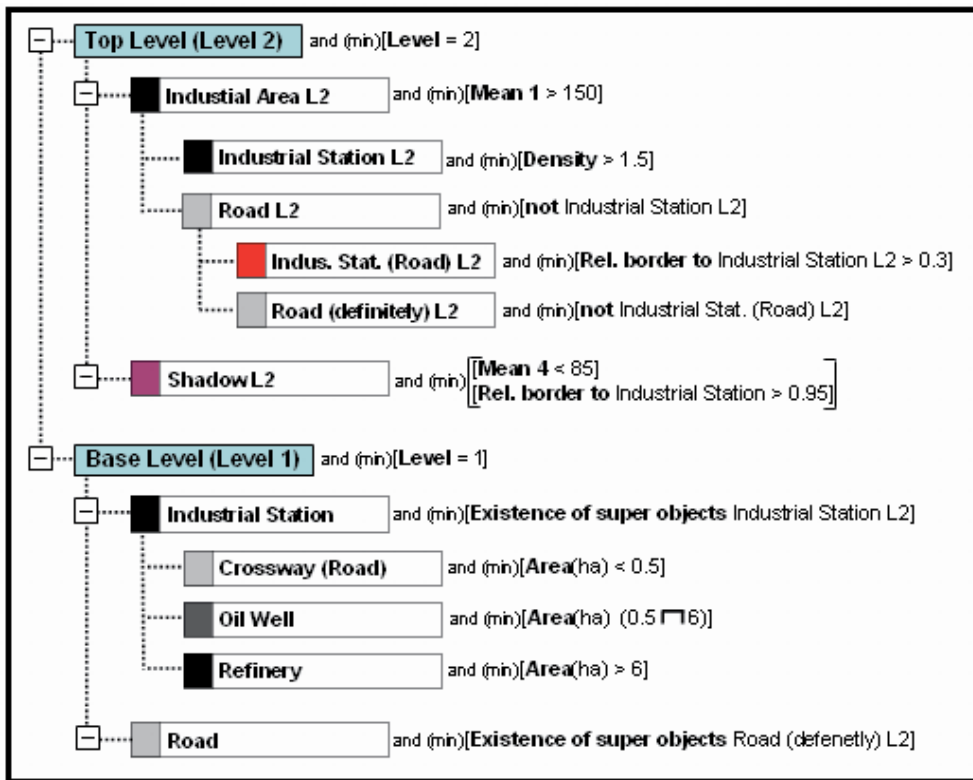 Top Level (Level 2) and (min)[Level = 2]
Industial Area L2 and (min)[Mean 1 > 150]
Industrial Station L2 and (min)[Density > 1.5]
Road L2 and (min)[not Industrial Station L2]
Indus. Stat. (Road) L2 and (min)[Rel. border to Industrial Station L2 > 0.3]
Road (definitely) L2 and (min)[not Industrial Stat. (Road) L2]
Shadow L2 and (min) [Mean 4 < 85]
[Rel. border to Industrial Station > 0.95]
Base Level (Level 1) and (min)[Level = 1]
Industrial Station and (min)[Existence of super objects Industrial Station L2]
Crossway (Road) and (min)[Area(ha) < 0.5]
Oil Well and (min)[Area(ha) (0.5 ⊓ 6)]
Refinery and (min)[Area(ha) > 6]
Road and (min)[Existence of super objects Road (defenetly) L2]